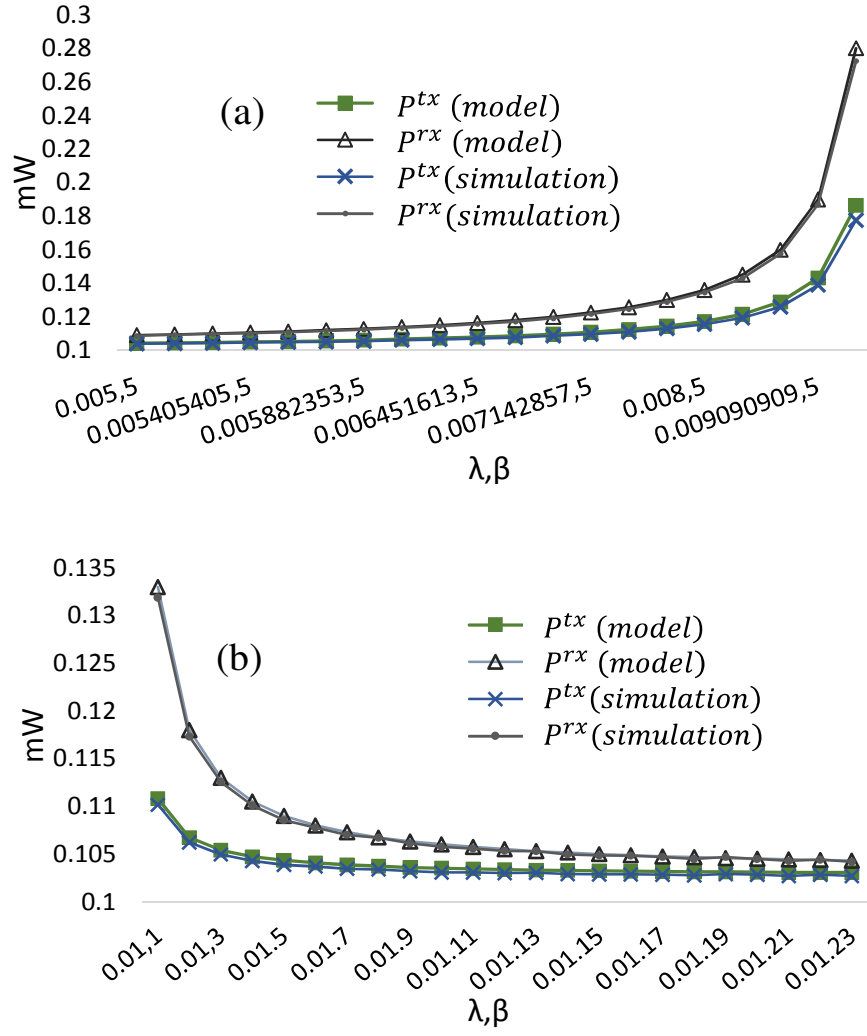 0.3
0.28
0.26
0.24
0.22
0.2
0.18
0.16
0.14
0.12
0.1
mW
(a)
P^tx (model)
P^rx (model)
P^tx(simulation)
P^rx(simulation)
0.005,5
0.005405405,5
0.005882353,5
0.006451613,5
0.007142857,5
0.008,5
0.009090909,5
λ,β
0.135
0.13
0.125
0.12
0.115
0.11
0.105
0.1
mW
(b)
P^tx (model)
P^rx (model)
P^tx(simulation)
P^rx(simulation)
0.01,1
0.01,3
0.01.5
0.01.7
0.01.9
0.01.11
0.01.13
0.01.15
0.01.17
0.01.19
0.01.21
0.01.23
λ,β